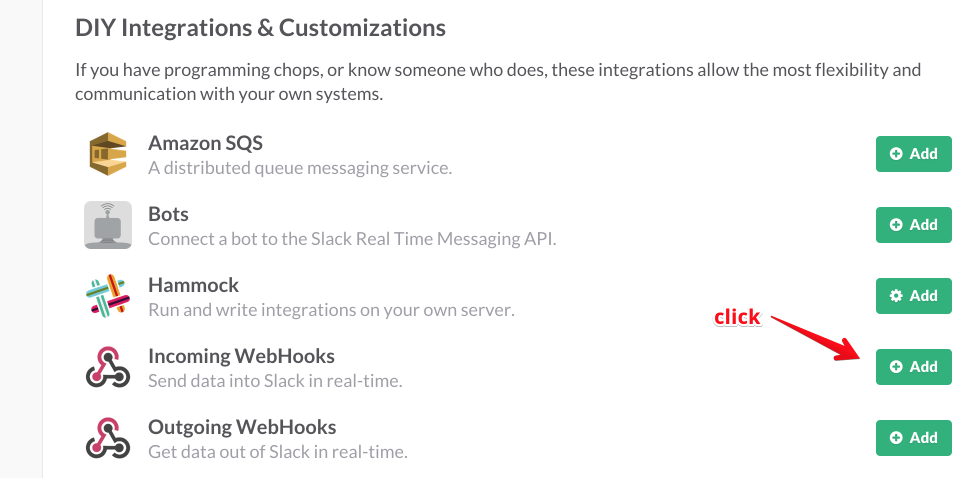 DIY Integrations & Customizations
If you have programming chops, or know someone who does, these integrations allow the most flexibility and
communication with your own systems.
Amazon SQS
A distributed queue messaging service.
Add
Bots
Connect a bot to the Slack Real Time Messaging API.
Add
Hammock
Run and write integrations on your own server.
Add
click
Incoming WebHooks
Send data into Slack in real-time.
Add
Outgoing WebHooks
Get data out of Slack in real-time.
Add